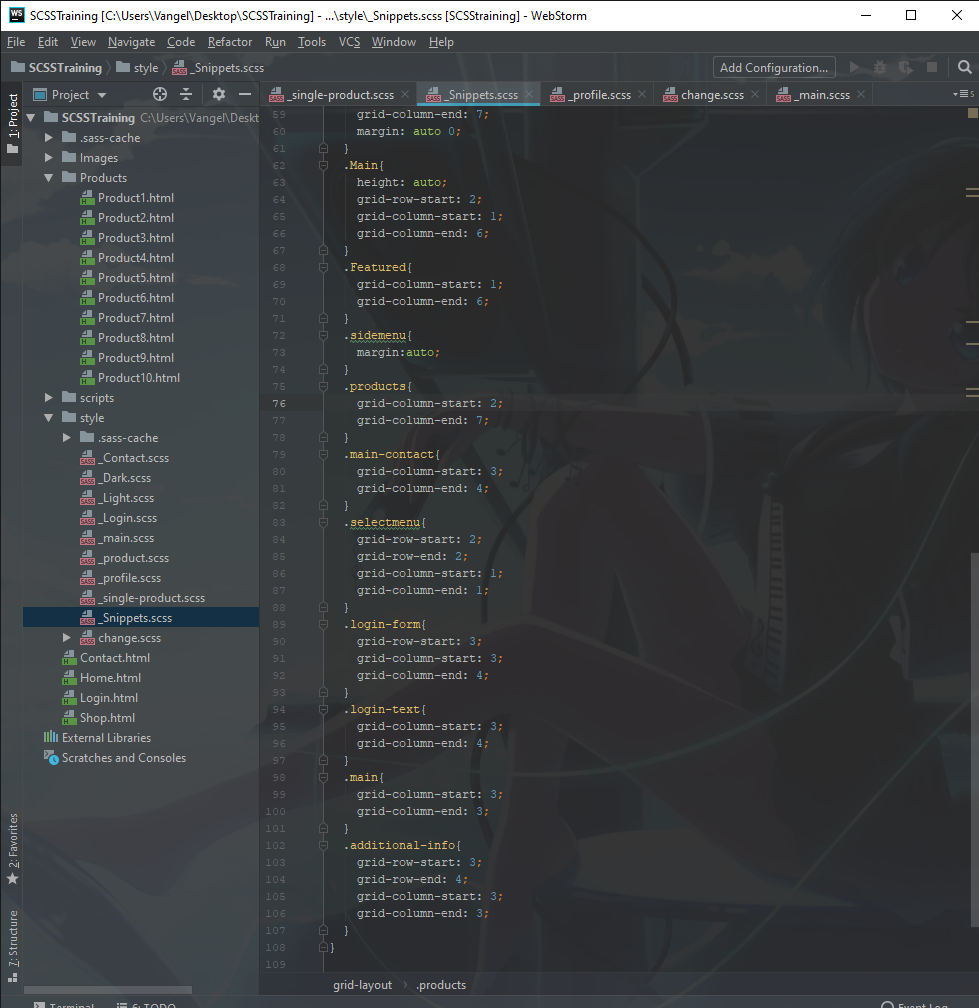 SCSSTraining [C:\Users\Vangel\Desktop\SCSSTraining] - ...\style\_Snippets.scss [SCSStraining] - WebStorm
File Edit View Navigate Code Refactor Run Tools VCS Window Help
SCSSTraining style _Snippets.scss Add Configuration...
1: Project
Project
_single-product.scss _Snippets.scss _profile.scss change.scss _main.scss 5
SCSSTraining C:\Users\Vangel\Deskt
.sass-cache
Images
Products
Product1.html
Product2.html
Product3.html
Product4.html
Product5.html
Product6.html
Product7.html
Product8.html
Product9.html
Product10.html
scripts
style
.sass-cache
_Contact.scss
_Dark.scss
_Light.scss
_Login.scss
_main.scss
_product.scss
_profile.scss
_single-product.scss
_Snippets.scss
change.scss
Contact.html
Home.html
Login.html
Shop.html
External Libraries
Scratches and Consoles
2: Favorites
7: Structure
59 grid-column-end: 7;
60 margin: auto 0;
61 }
62 .Main{
63 height: auto;
64 grid-row-start: 2;
65 grid-column-start: 1;
66 grid-column-end: 6;
67 }
68 .Featured{
69 grid-column-start: 1;
70 grid-column-end: 6;
71 }
72 .sidemenu{
73 margin:auto;
74 }
75 .products{
76 grid-column-start: 2;
77 grid-column-end: 7;
78 }
79 .main-contact{
80 grid-column-start: 3;
81 grid-column-end: 4;
82 }
83 .selectmenu{
84 grid-row-start: 2;
85 grid-row-end: 2;
86 grid-column-start: 1;
87 grid-column-end: 1;
88 }
89 .login-form{
90 grid-row-start: 3;
91 grid-column-start: 3;
92 grid-column-end: 4;
93 }
94 .login-text{
95 grid-column-start: 3;
96 grid-column-end: 4;
97 }
98 .main{
99 grid-column-start: 3;
100 grid-column-end: 3;
101 }
102 .additional-info{
103 grid-row-start: 3;
104 grid-row-end: 4;
105 grid-column-start: 3;
106 grid-column-end: 3;
107 }
108 }
109
grid-layout .products
Terminal 6: TODO Event Log